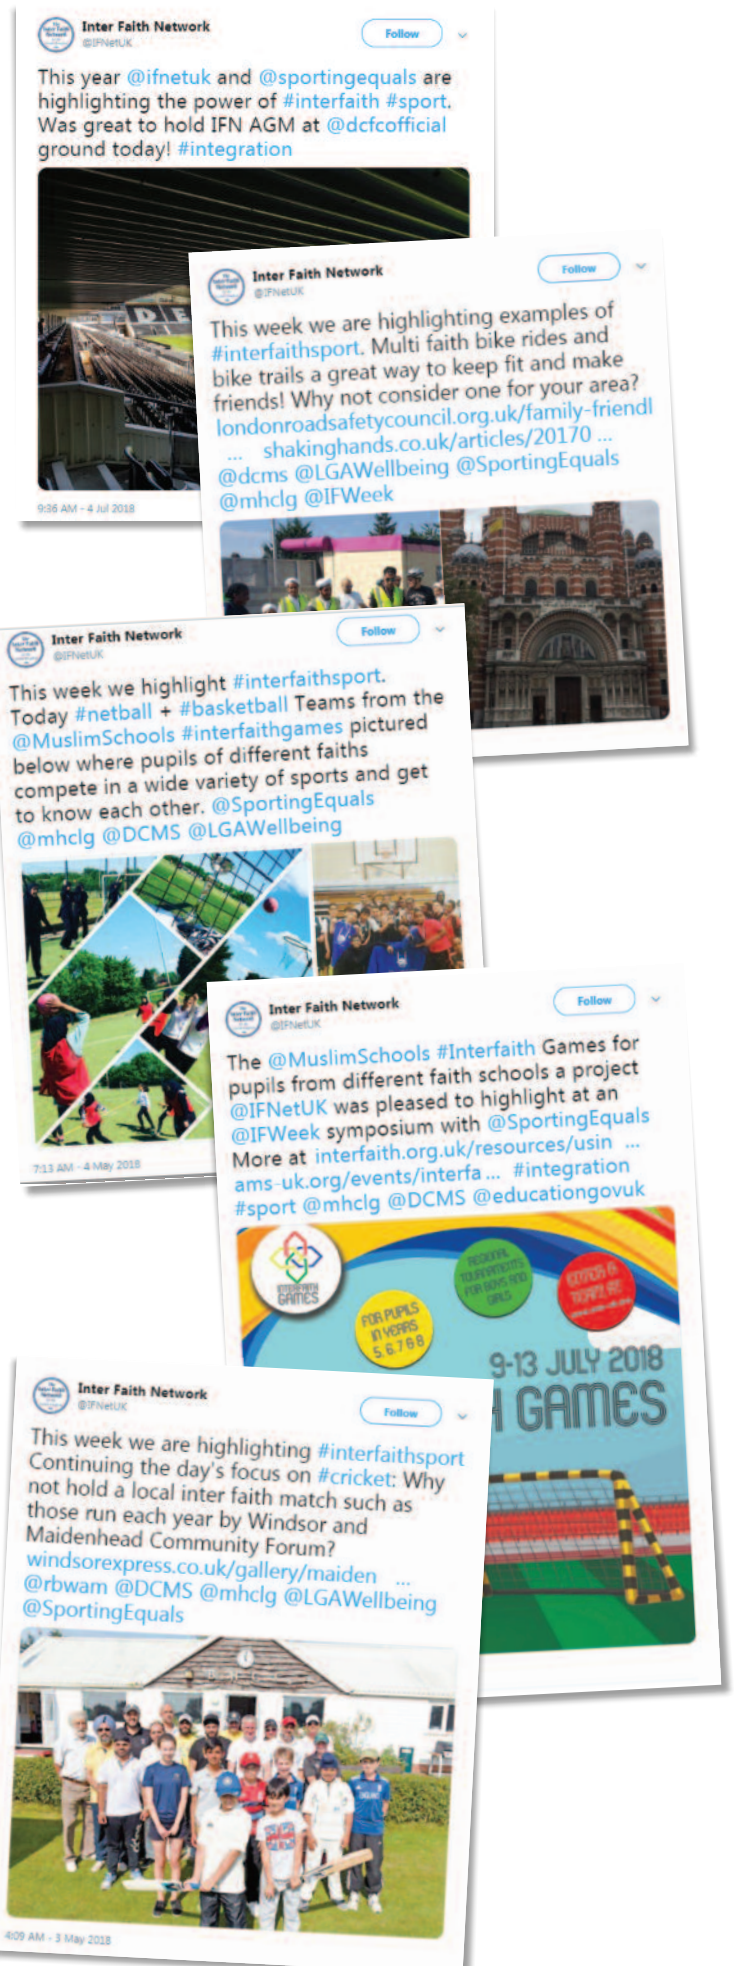 Inter Faith Network
@IFNetUK
Follow
This year @ifnetuk and @sportingequals are
highlighting the power of #interfaith #sport.
Was great to hold IFN AGM at @dcfcofficial
ground today! #integration
DE
9:36 AM - 4 Jul 2018
Inter Faith Network
@IFNetUK
Follow
This week we are highlighting examples of
#interfaithsport. Multi faith bike rides and
bike trails a great way to keep fit and make
friends! Why not consider one for your area?
londonroadsafetycouncil.org.uk/family-friendl
... shakinghands.co.uk/articles/20170 ...
@dcms @LGAWellbeing @SportingEquals
@mhclg @IFWeek
Inter Faith Network
@IFNetUK
Follow
This week we highlight #interfaithsport.
Today #netball + #basketball Teams from the
@MuslimSchools #interfaithgames pictured
below where pupils of different faiths
compete in a wide variety of sports and get
to know each other. @SportingEquals
@mhclg @DCMS @LGAWellbeing
7:13 AM - 4 May 2018
Inter Faith Network
@IFNetUK
Follow
The @MuslimSchools #Interfaith Games for
pupils from different faith schools a project
@IFNetUK was pleased to highlight at an
@IFWeek symposium with @SportingEquals
More at interfaith.org.uk/resources/usin ...
ams-uk.org/events/interfa ... #integration
#sport @mhclg @DCMS @educationgovuk
INTERFAITH
GAMES
FOR PUPILS
IN YEARS
5, 6, 7 & 8
REGIONAL
TOURNAMENTS
FOR BOYS AND
GIRLS
9-13 JULY 2018
H GAMES
Inter Faith Network
@IFNetUK
Follow
This week we are highlighting #interfaithsport
Continuing the day's focus on #cricket: Why
not hold a local inter faith match such as
those run each year by Windsor and
Maidenhead Community Forum?
windsorexpress.co.uk/gallery/maiden ...
@rbwam @DCMS @mhclg @LGAWellbeing
@SportingEquals
4:09 AM - 3 May 2018